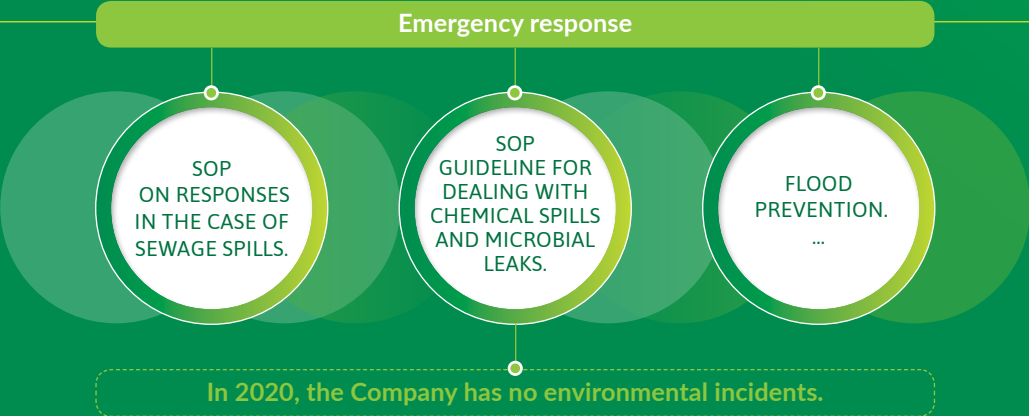 Emergency response
SOP
ON RESPONSES
IN THE CASE OF
SEWAGE SPILLS.
SOP
GUIDELINE FOR
DEALING WITH
CHEMICAL SPILLS
AND MICROBIAL
LEAKS.
FLOOD
PREVENTION.
...
In 2020, the Company has no environmental incidents.